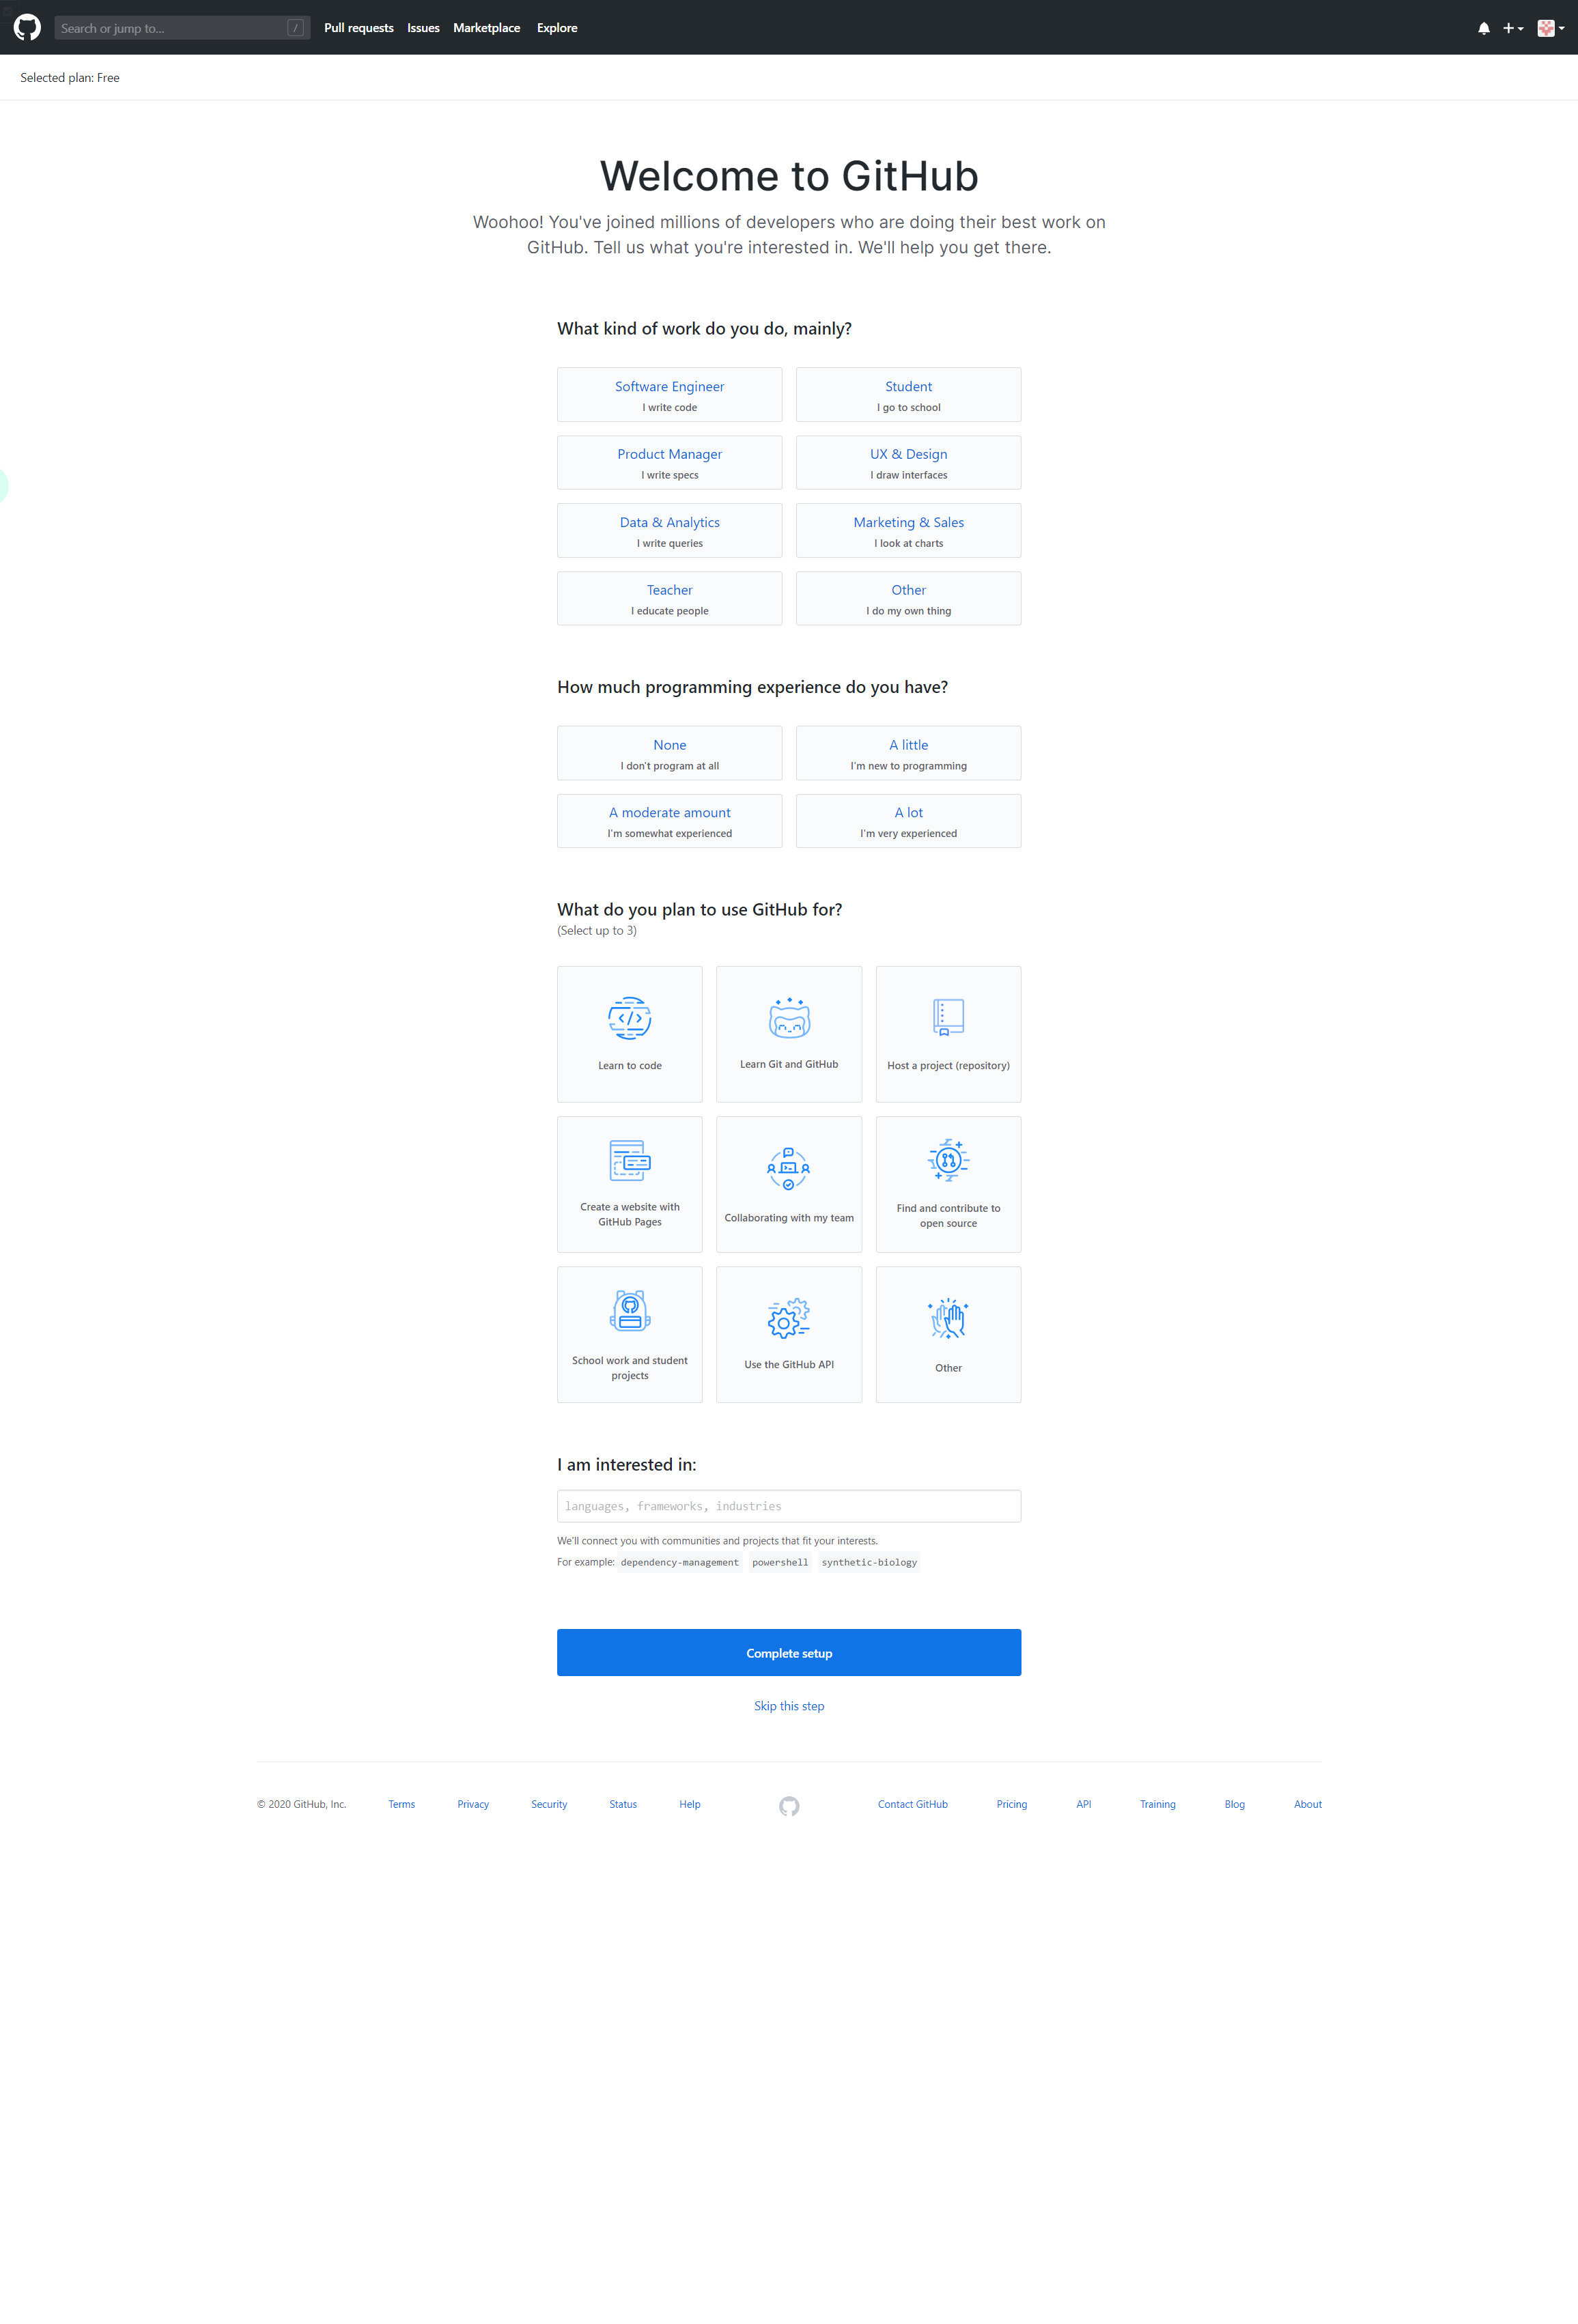 Search or jump to... / Pull requests Issues Marketplace Explore
Selected plan: Free
Welcome to GitHub
Woohoo! You've joined millions of developers who are doing their best work on
GitHub. Tell us what you're interested in. We'll help you get there.
What kind of work do you do, mainly?
Software Engineer
I write code
Student
I go to school
Product Manager
I write specs
UX & Design
I draw interfaces
Data & Analytics
I write queries
Marketing & Sales
I look at charts
Teacher
I educate people
Other
I do my own thing
How much programming experience do you have?
None
I don't program at all
A little
I'm new to programming
A moderate amount
I'm somewhat experienced
A lot
I'm very experienced
What do you plan to use GitHub for?
(Select up to 3)
Learn to code
Learn Git and GitHub
Host a project (repository)
Create a website with
GitHub Pages
Collaborating with my team
Find and contribute to
open source
School work and student
projects
Use the GitHub API
Other
I am interested in:
languages, frameworks, industries
We'll connect you with communities and projects that fit your interests.
For example: dependency-management powershell synthetic-biology
Complete setup
Skip this step
© 2020 GitHub, Inc. Terms Privacy Security Status Help Contact GitHub Pricing API Training Blog About